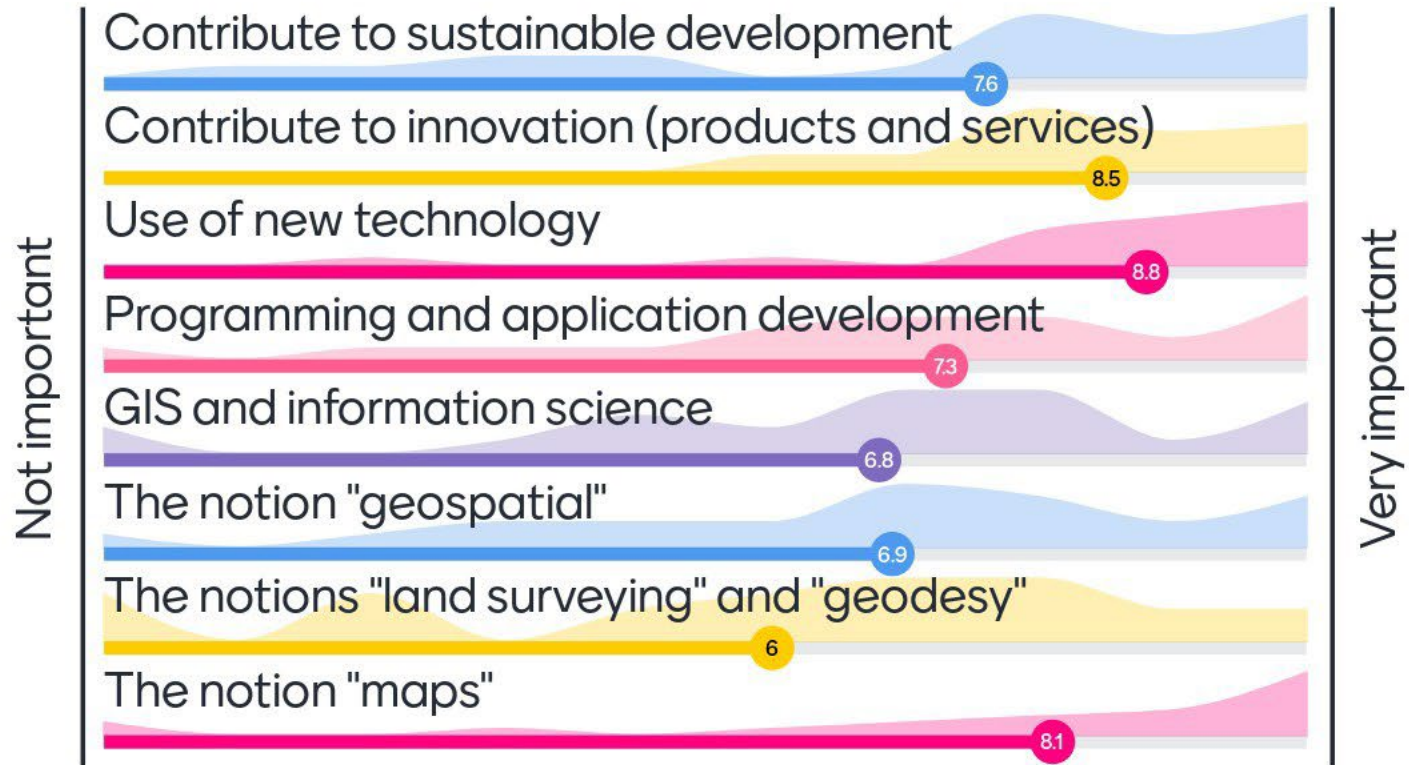 Contribute to sustainable development
7.6
Contribute to innovation (products and services)
8.5
Use of new technology
8.8
Programming and application development
7.3
GIS and information science
6.8
The notion "geospatial"
6.9
The notions "land surveying" and "geodesy"
6
The notion "maps"
8.1
Not important
Very important